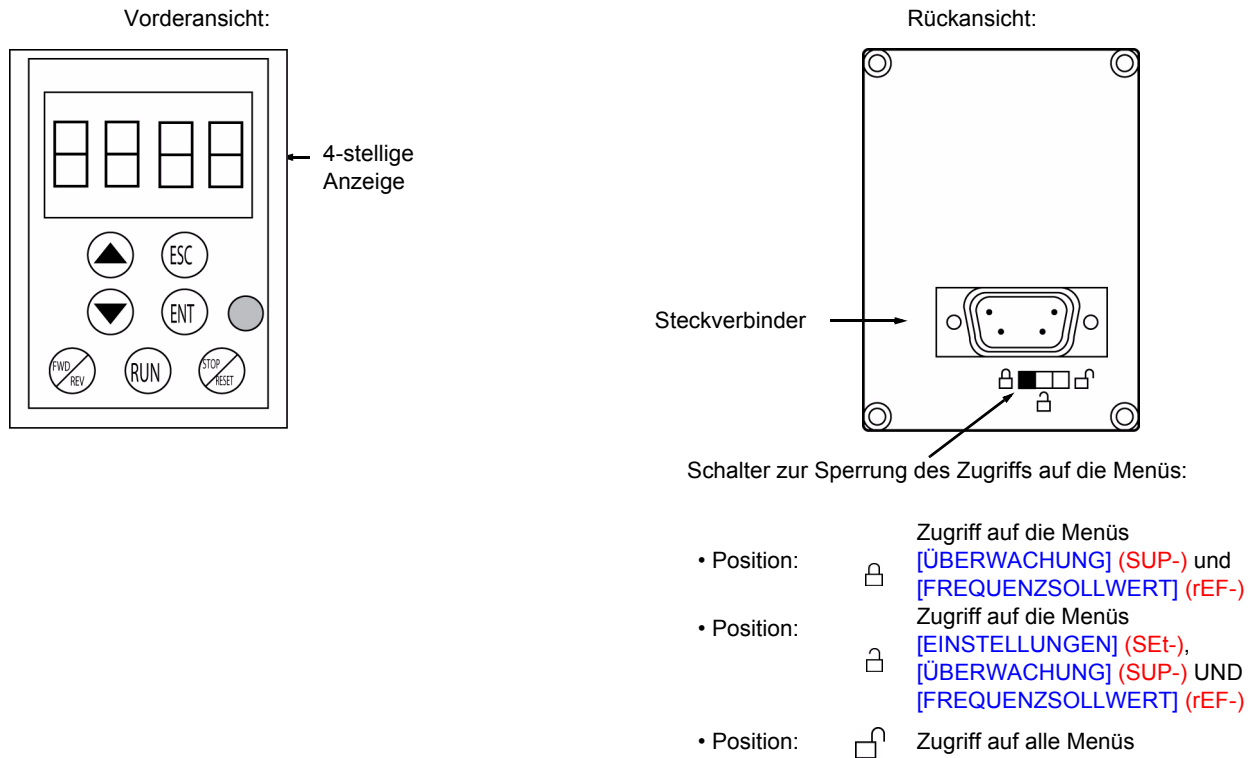 Vorderansicht:
4-stellige
Anzeige
ESC
ENT
FWD
REV
RUN
STOP
RESET
Rückansicht:
Steckverbinder
Schalter zur Sperrung des Zugriffs auf die Menüs:
• Position:
Zugriff auf die Menüs
[ÜBERWACHUNG] (SUP-) und
[FREQUENZSOLLWERT] (rEF-)
• Position:
Zugriff auf die Menüs
[EINSTELLUNGEN] (SEt-),
[ÜBERWACHUNG] (SUP-) UND
[FREQUENZSOLLWERT] (rEF-)
• Position:
Zugriff auf alle Menüs